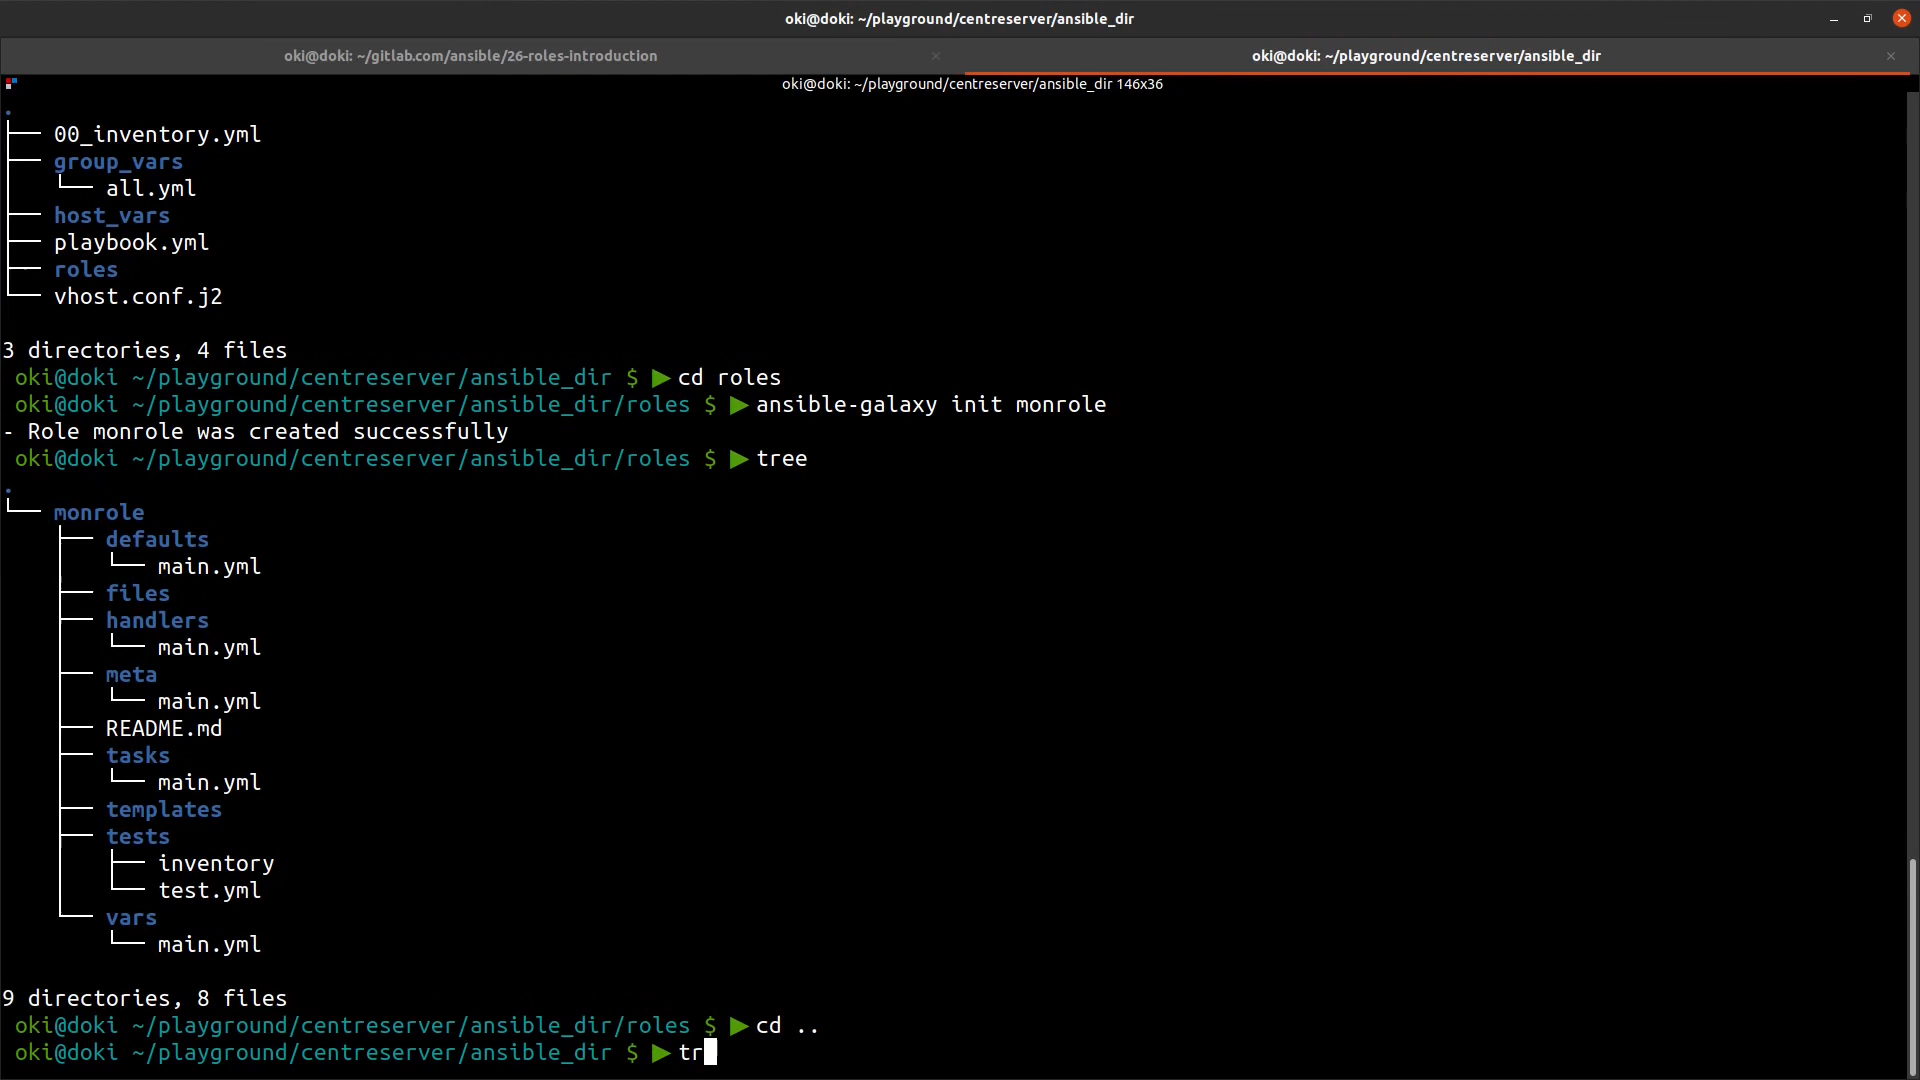 oki@doki: ~/playground/centreserver/ansible_dir
oki@doki: ~/gitlab.com/ansible/26-roles-introduction
oki@doki: ~/playground/centreserver/ansible_dir
oki@doki: ~/playground/centreserver/ansible_dir 146x36
.
├── 00_inventory.yml
├── group_vars
│   └── all.yml
├── host_vars
├── playbook.yml
├── roles
└── vhost.conf.j2
3 directories, 4 files
oki@doki ~/playground/centreserver/ansible_dir $ ▶cd roles
oki@doki ~/playground/centreserver/ansible_dir/roles $ ▶ansible-galaxy init monrole
- Role monrole was created successfully
oki@doki ~/playground/centreserver/ansible_dir/roles $ ▶tree
.
└── monrole
    ├── defaults
    │   └── main.yml
    ├── files
    ├── handlers
    │   └── main.yml
    ├── meta
    │   └── main.yml
    ├── README.md
    ├── tasks
    │   └── main.yml
    ├── templates
    ├── tests
    │   ├── inventory
    │   └── test.yml
    └── vars
        └── main.yml
9 directories, 8 files
oki@doki ~/playground/centreserver/ansible_dir/roles $ ▶cd ..
oki@doki ~/playground/centreserver/ansible_dir $ ▶tr